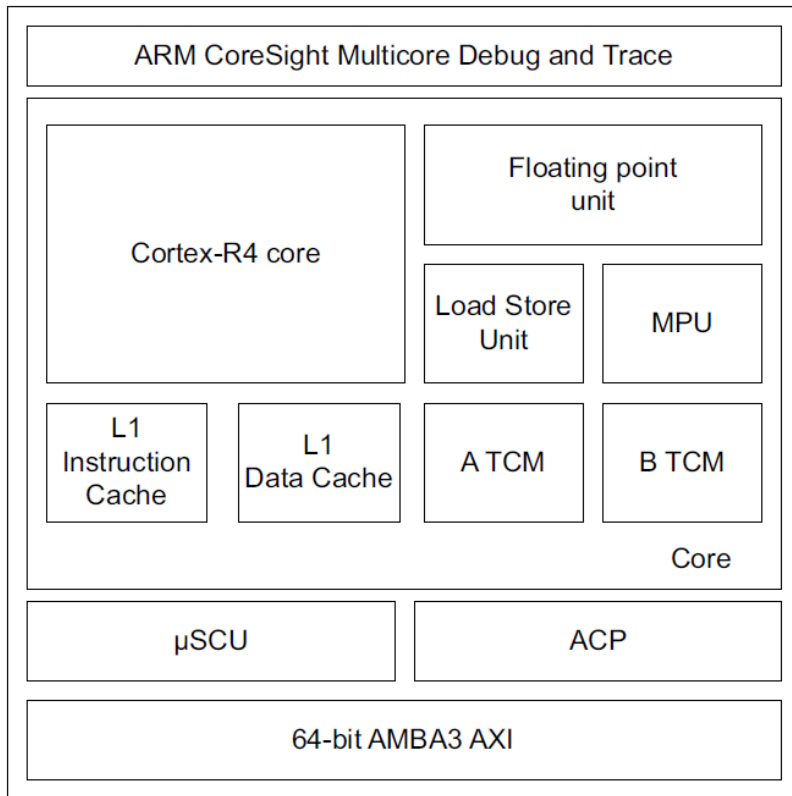 ARM CoreSight Multicore Debug and Trace
Cortex-R4 core
Floating point
unit
Load Store
Unit
MPU
L1
Instruction
Cache
L1
Data Cache
A TCM
B TCM
Core
µSCU
ACP
64-bit AMBA3 AXI